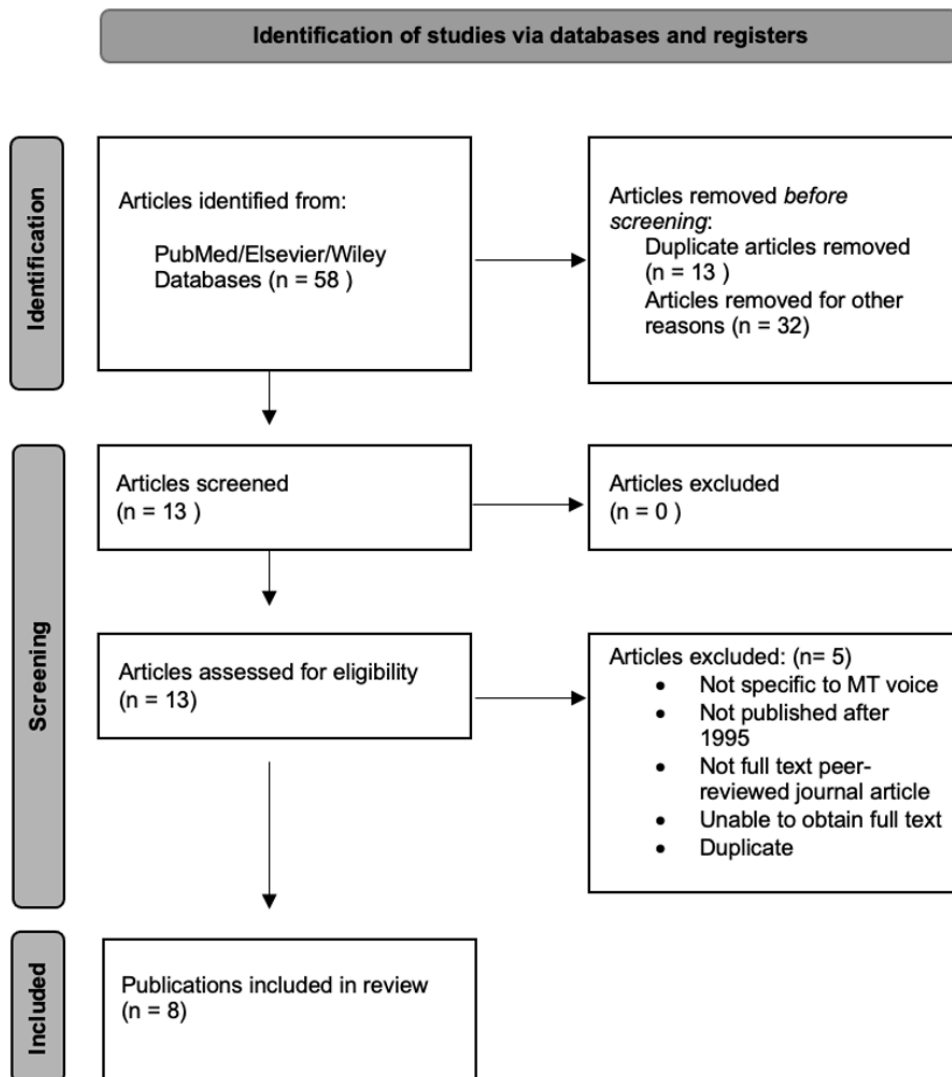 Identification of studies via databases and registers
Identification
Articles identified from:
PubMed/Elsevier/Wiley
Databases (n = 58 )
Articles removed before
screening:
Duplicate articles removed
(n = 13 )
Articles removed for other
reasons (n = 32)
Screening
Articles screened
(n = 13 )
Articles excluded
(n = 0 )
Articles assessed for eligibility
(n = 13)
Articles excluded: (n= 5)
• Not specific to MT voice
• Not published after
1995
• Not full text peer-
reviewed journal article
• Unable to obtain full text
• Duplicate
Included
Publications included in review
(n = 8)